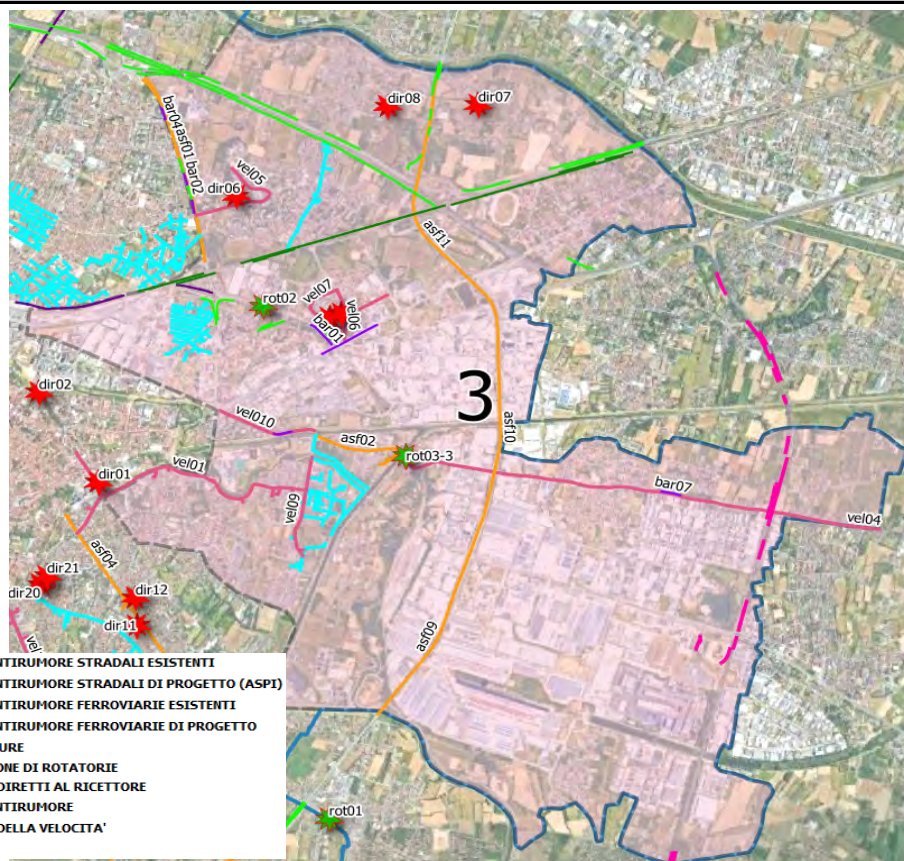 dir08
dir07
bar04
asf01
bar02
vel05
dir06
asf11
rot02
vel07
vel06
bar01
dir02
3
vel010
asf02
asf10
rot03-3
vel01
dir01
bar07
vel09
vel04
asf04
dir21
dir20
dir12
dir11
asf09
NTIRUMORE STRADALI ESISTENTI
NTIRUMORE STRADALI DI PROGETTO (ASPI)
NTIRUMORE FERROVIARIE ESISTENTI
NTIRUMORE FERROVIARIE DI PROGETTO
URE
ONE DI ROTATORIE
DIRETTI AL RICETTORE
NTIRUMORE
DELLA VELOCITA'
rot01